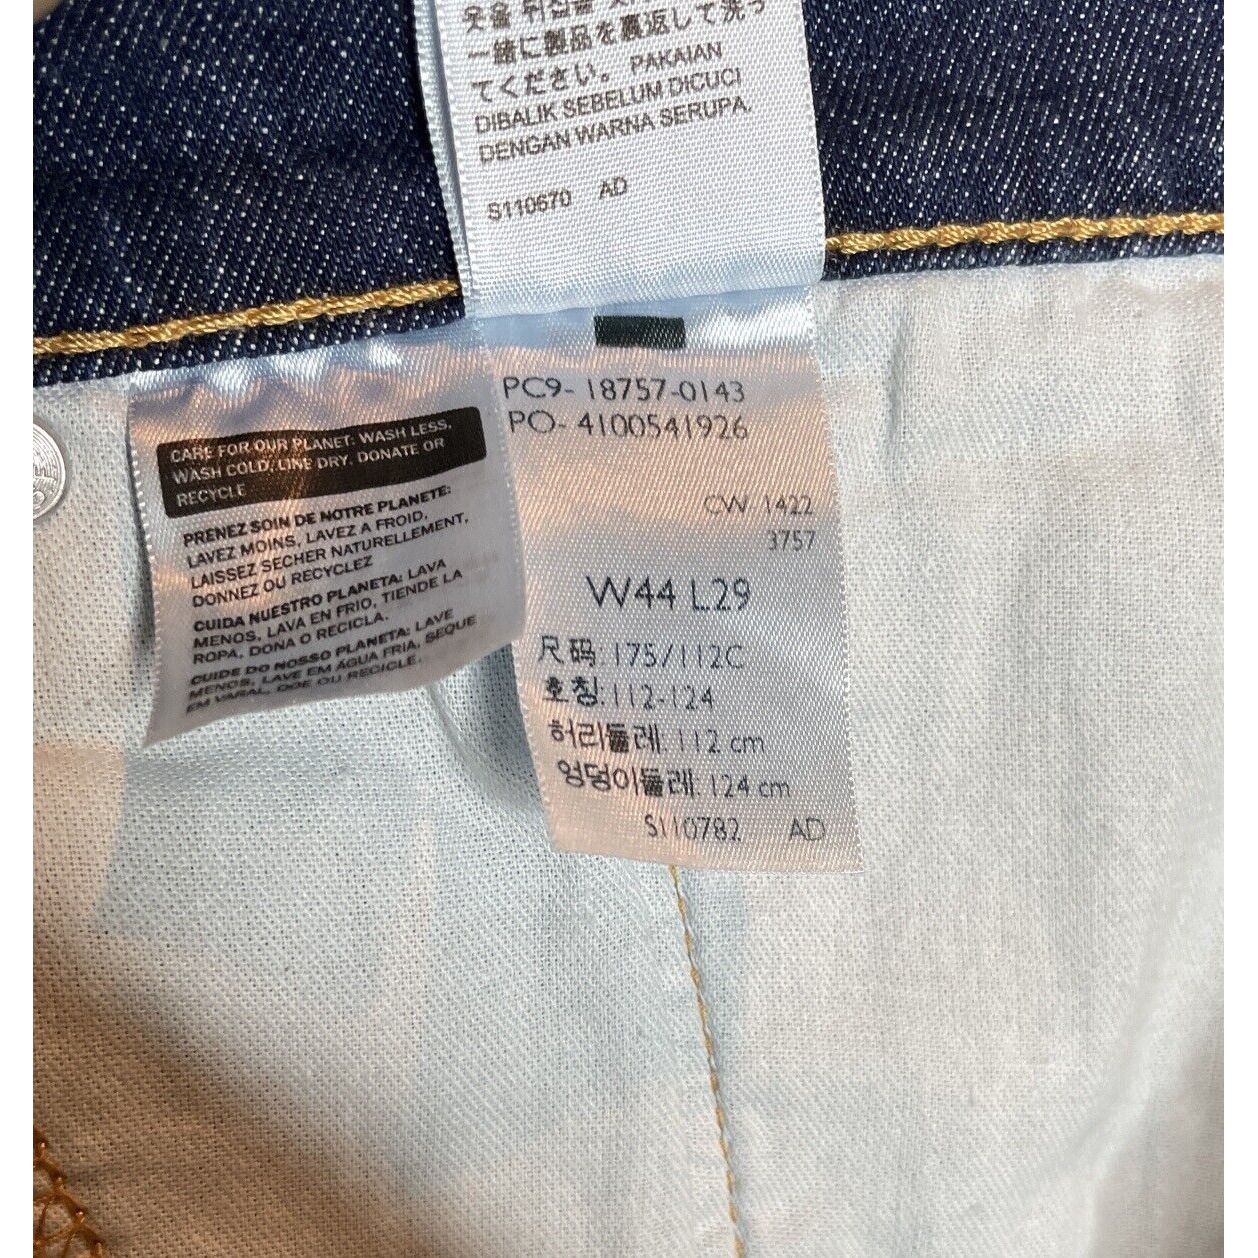 一緒に製品を裏返して洗っ
てください。 PAKAIAN
DIBALIK SEBELUM DICUCI
DENGAN WARNA SERUPA.
S110670 AD
CARE FOR OUR PLANET: WASH LESS,
WASH COLD, LINE DRY, DONATE OR
RECYCLE
PRENEZ SOIN DE NOTRE PLANETE:
LAVEZ MOINS, LAVEZ A FROID,
LAISSEZ SECHER NATURELLEMENT,
DONNEZ OU RECYCLEZ
CUIDA NUESTRO PLANETA: LAVA
MENOS, LAVA EN FRIO, TIENDE LA
ROPA, DONA O RECICLA.
CUIDE DO NOSSO PLANETA: LAVE
MENOS, LAVE EM ÁGUA FRIA, SEQUE
EM VARAL, DOE OU RECICLE.
PC9- 18757-0143
PO- 4100541926
CW 1422
3757
W44 L29
尺码: 175/112C
호칭: 112-124
허리둘레: 112 cm
엉덩이둘레: 124 cm
S110782 AD